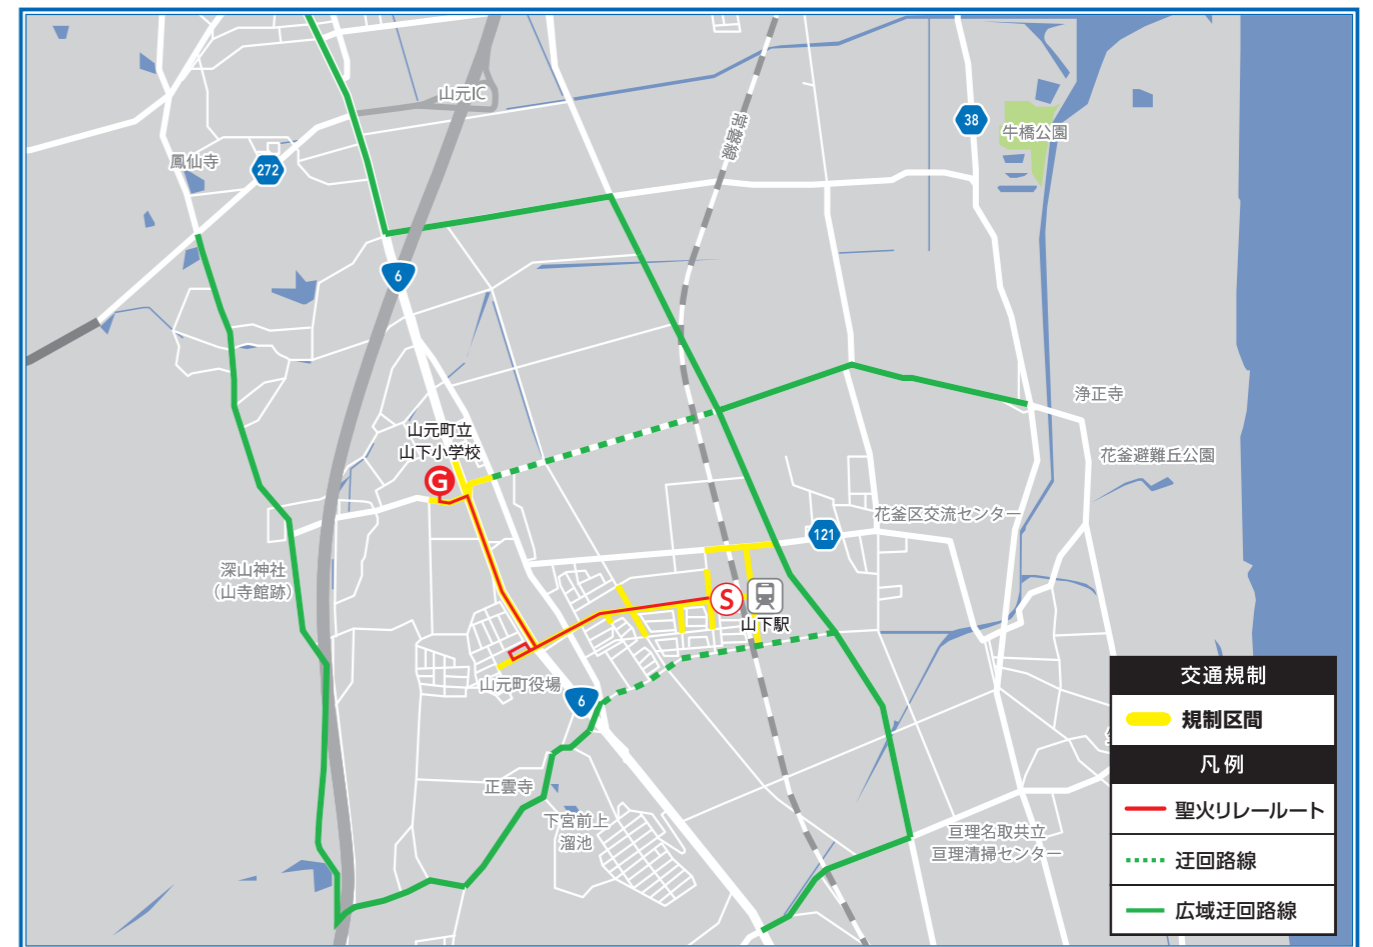 山元IC
常磐線
38
牛橋公園
鳳仙寺
272
6
浄正寺
山元町立
山下小学校
花釜避難丘公園
G
花釜区交流センター
121
深山神社
（山寺館跡）
S
山下駅
山元町役場
6
正雲寺
下宮前上
溜池
亘理名取共立
亘理清掃センター
交通規制
規制区間
凡例
聖火リレールート
迂回路線
広域迂回路線